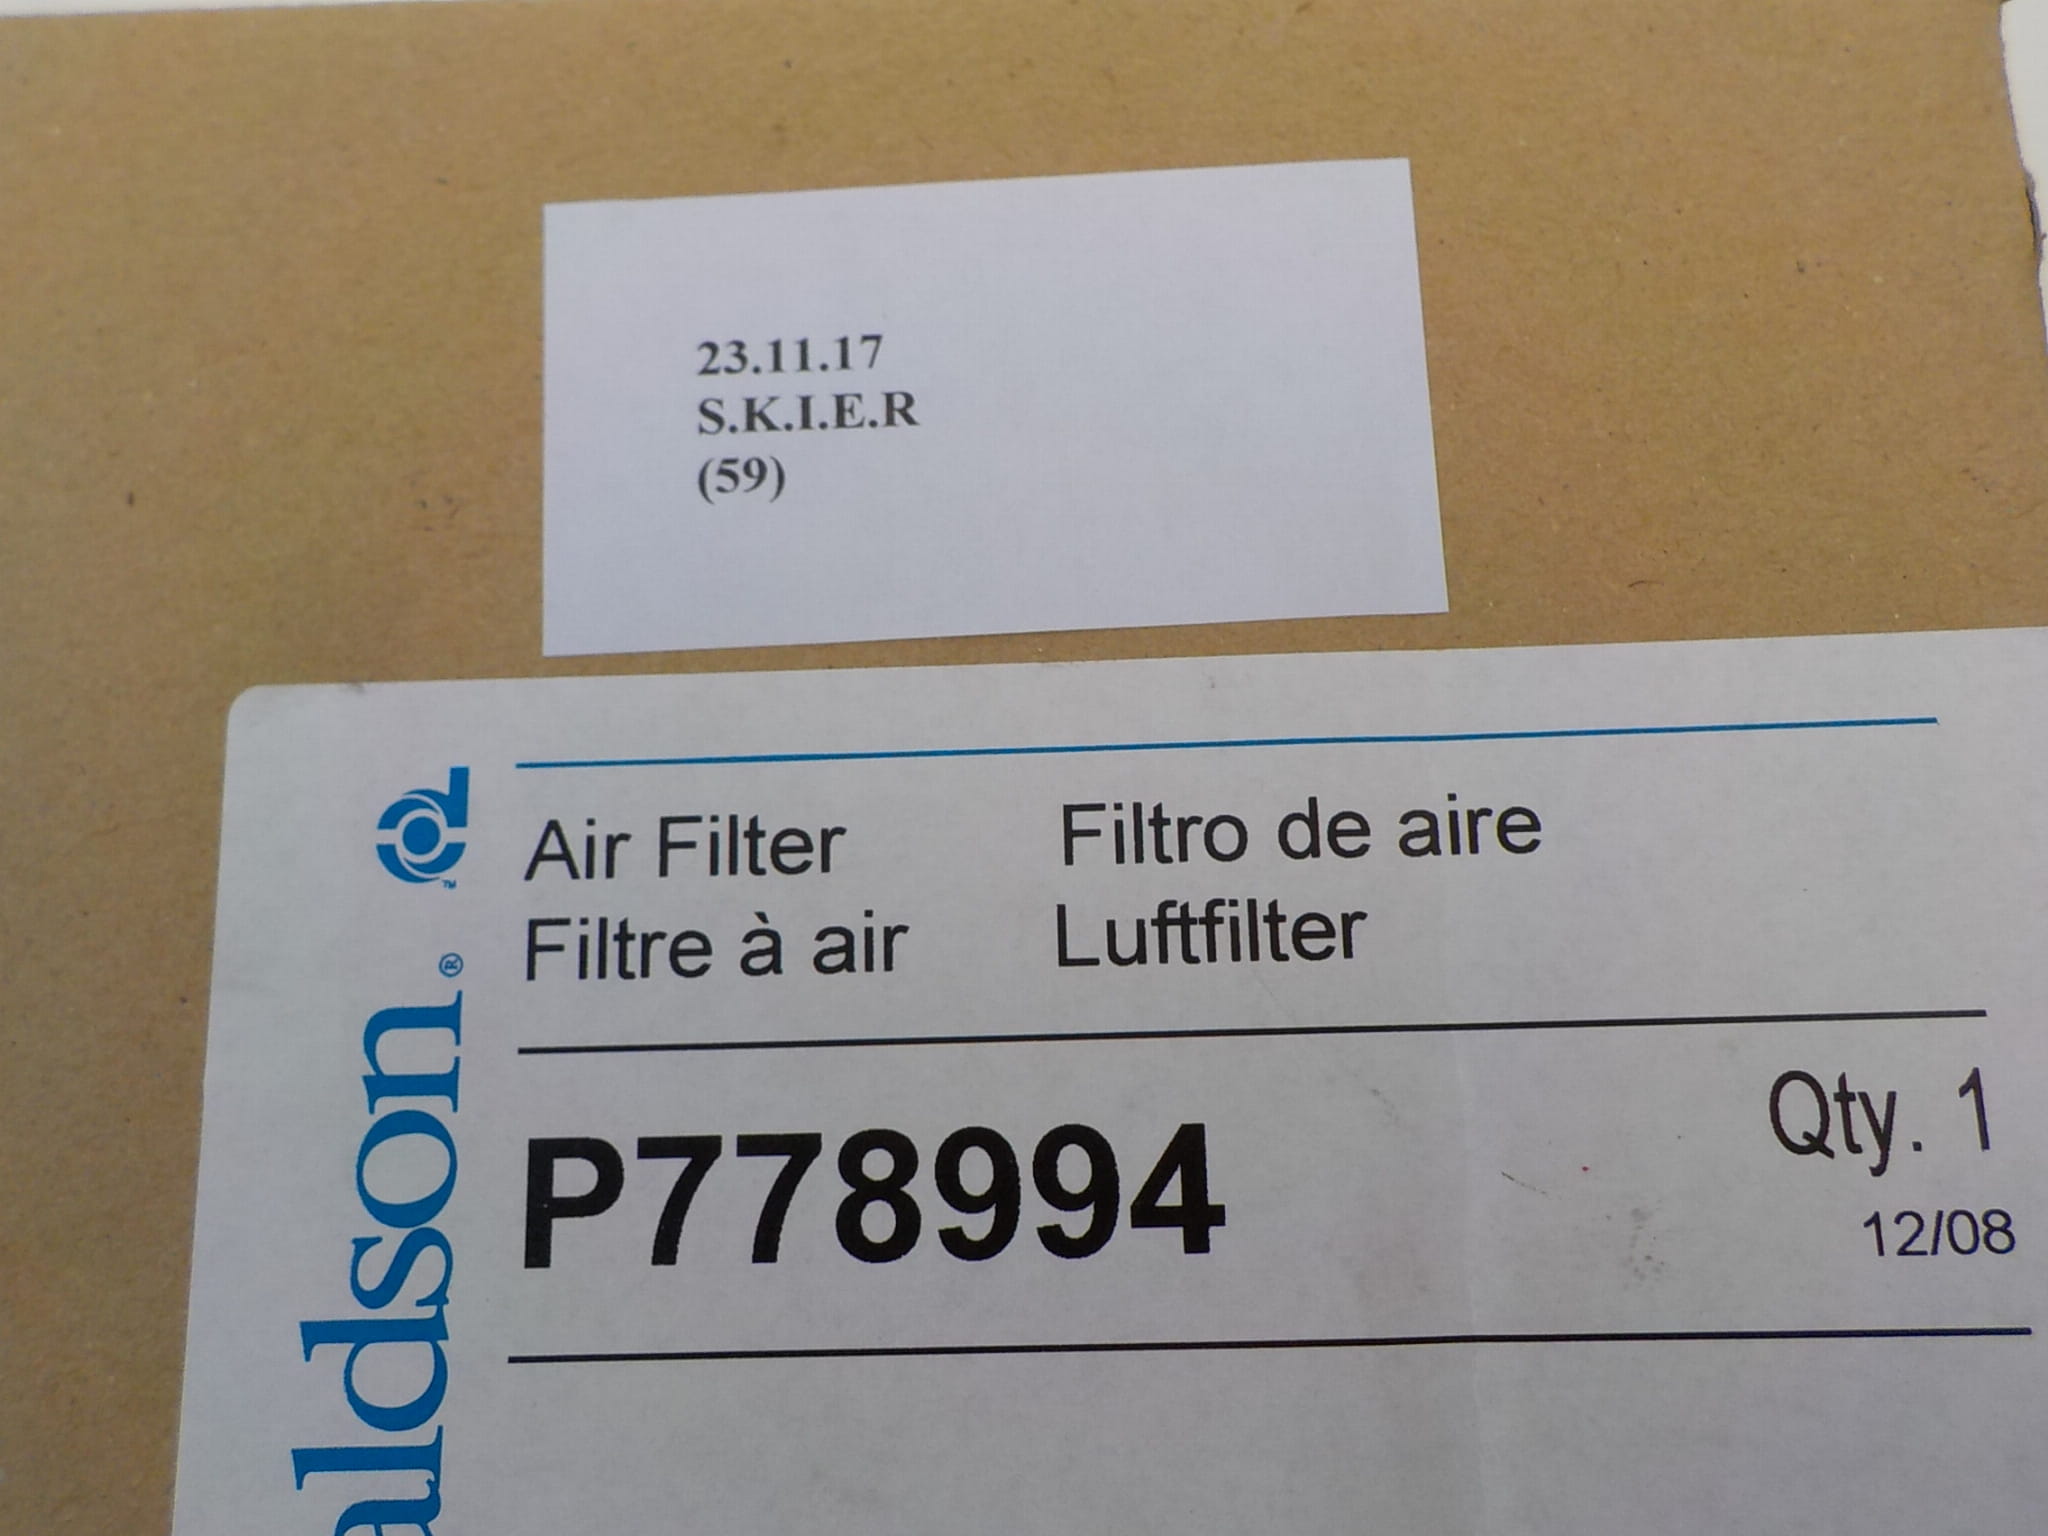 23.11.17
S.K.I.E.R
(59)
Air Filter
Filtro de aire
Filtre à air
Luftfilter
P778994
Qty. 1
12/08
aldson®